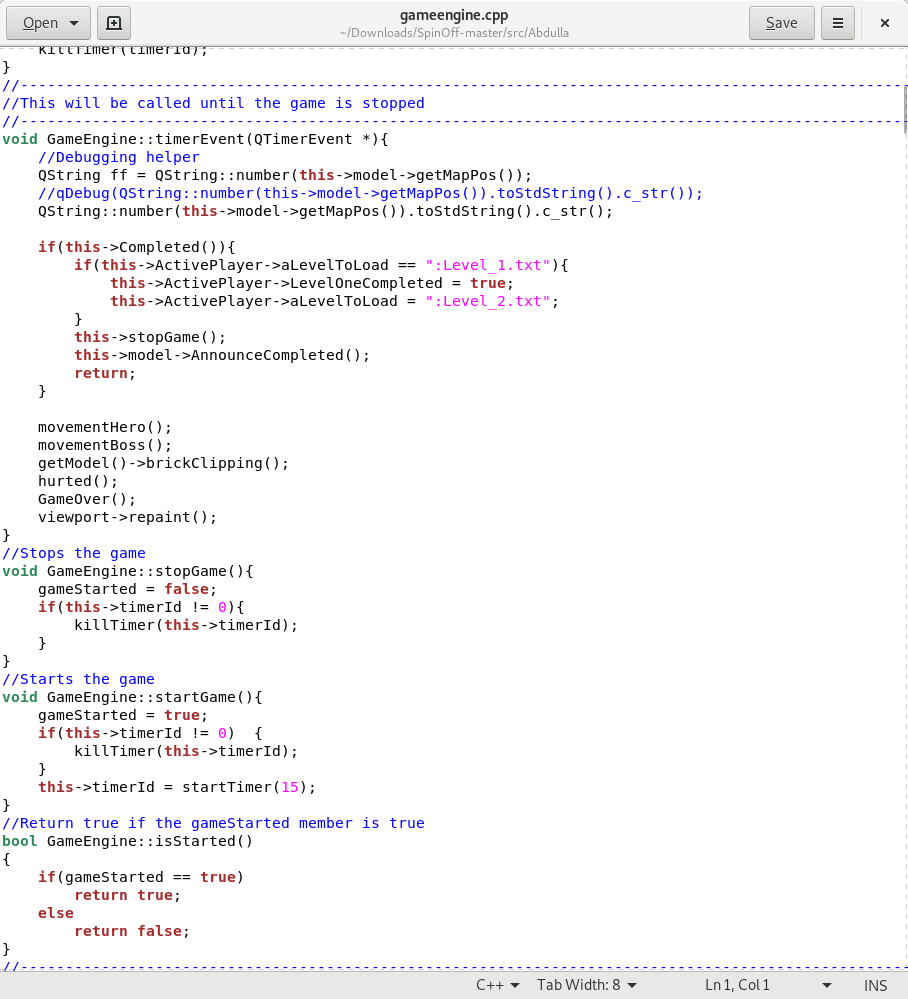 Open
gameengine.cpp
~/Downloads/SpinOff-master/src/Abdulla
Save
    killTimer(timerId);
}
//--------------------------------------------------------------------------------------------------
//This will be called until the game is stopped
//--------------------------------------------------------------------------------------------------
void GameEngine::timerEvent(QTimerEvent *){
    //Debugging helper
    QString ff = QString::number(this->model->getMapPos());
    //qDebug(QString::number(this->model->getMapPos()).toStdString().c_str());
    QString::number(this->model->getMapPos()).toStdString().c_str();

    if(this->Completed()){
        if(this->ActivePlayer->aLevelToLoad == ":Level_1.txt"){
            this->ActivePlayer->LevelOneCompleted = true;
            this->ActivePlayer->aLevelToLoad = ":Level_2.txt";
        }
        this->stopGame();
        this->model->AnnounceCompleted();
        return;
    }

    movementHero();
    movementBoss();
    getModel()->brickClipping();
    hurted();
    GameOver();
    viewport->repaint();
}
//Stops the game
void GameEngine::stopGame(){
    gameStarted = false;
    if(this->timerId != 0){
        killTimer(this->timerId);
    }
}
//Starts the game
void GameEngine::startGame(){
    gameStarted = true;
    if(this->timerId != 0)  {
        killTimer(this->timerId);
    }
    this->timerId = startTimer(15);
}
//Return true if the gameStarted member is true
bool GameEngine::isStarted()
{
    if(gameStarted == true)
        return true;
    else
        return false;
}
//--------------------------------------------------------------------------------------------------
C++ Tab Width: 8 Ln 1, Col 1 INS